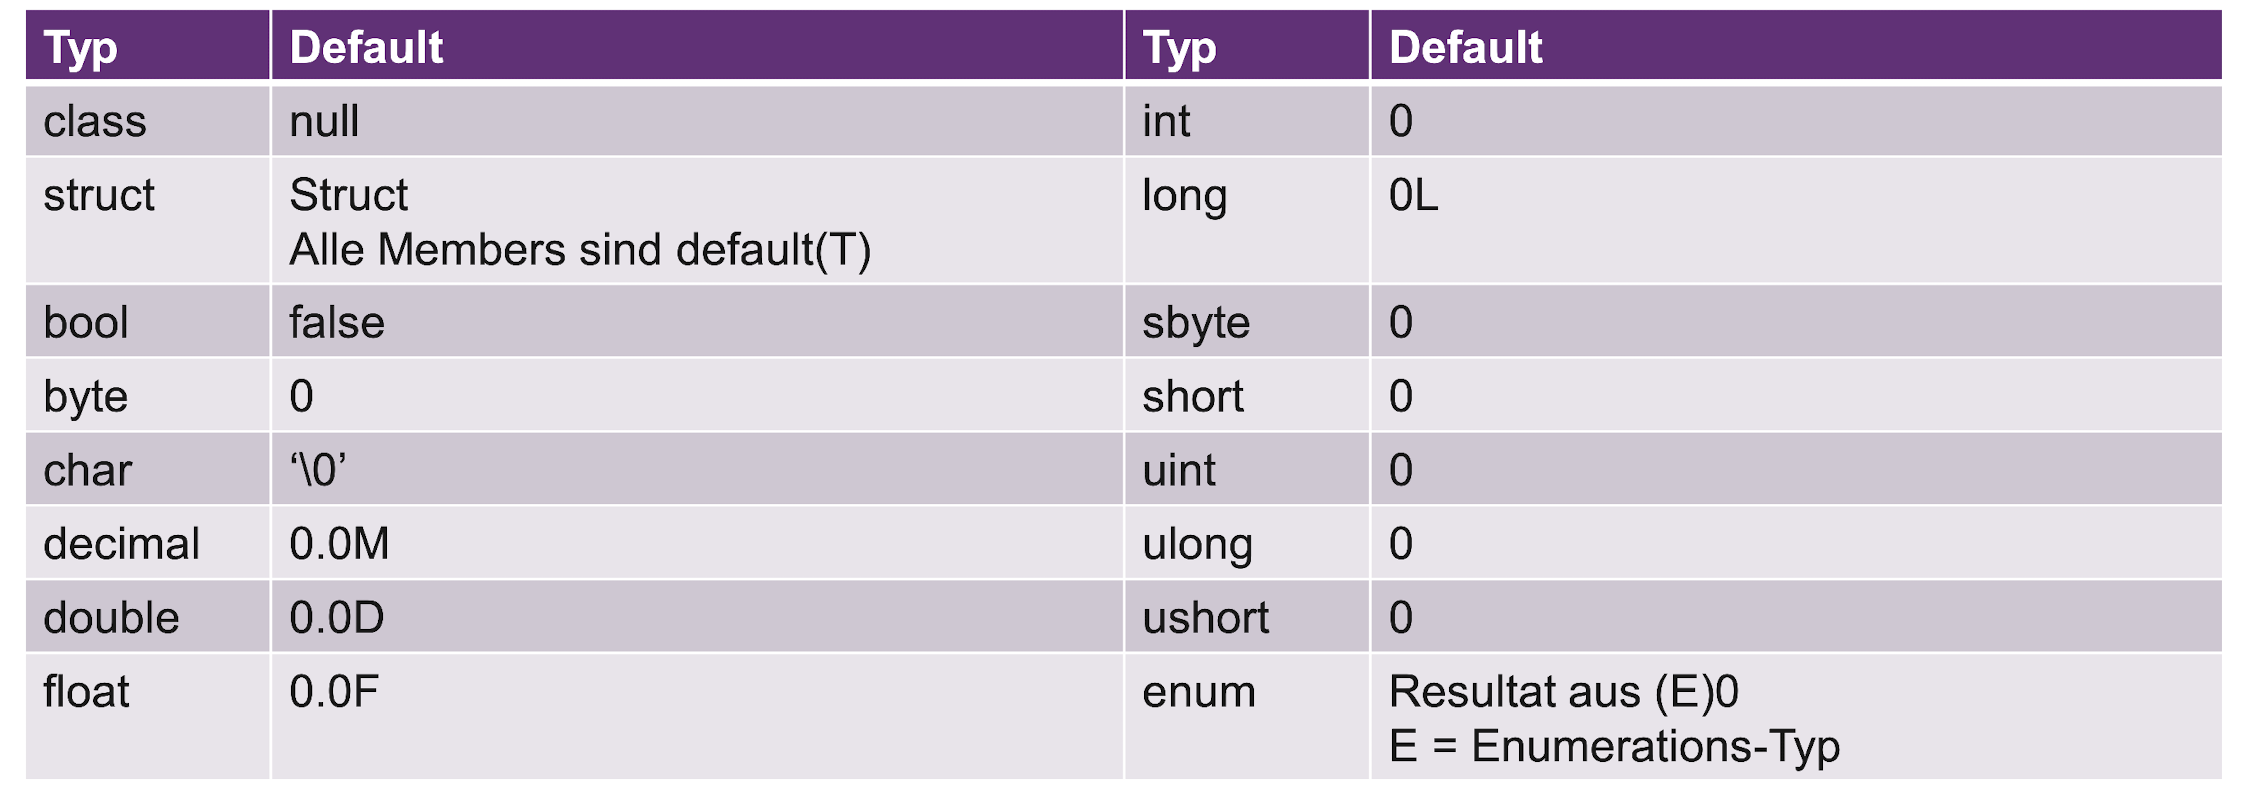 Typ Default Typ Default
class null int 0
struct Struct long 0L
Alle Members sind default(T)
bool false sbyte 0
byte 0 short 0
char ‘\0’ uint 0
decimal 0.0M ulong 0
double 0.0D ushort 0
float 0.0F enum Resultat aus (E)0
E = Enumerations-Typ